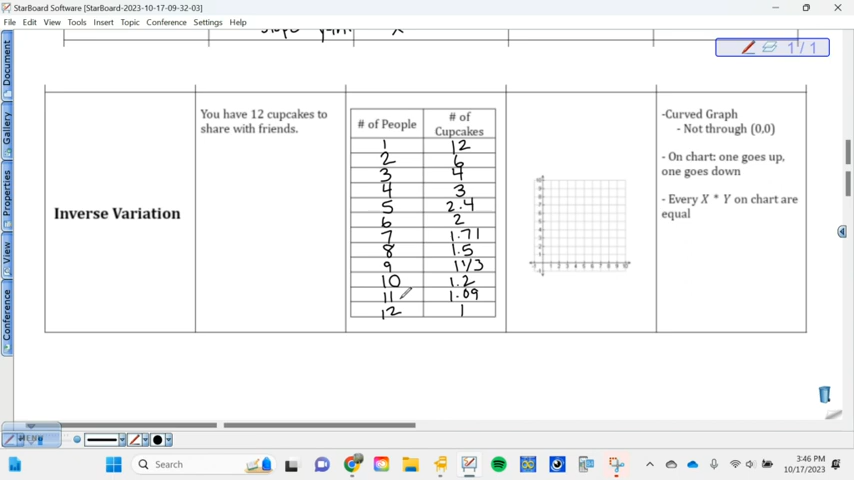 StarBoard Software [StarBoard-2023-10-17-09-32-03]
File Edit View Tools Insert Topic Conference Settings Help
slope
x
1/1
Document
Gallery
Properties
View
Conference
Inverse Variation
You have 12 cupcakes to
share with friends.
# of People # of Cupcakes
1 12
2 6
3 4
4 3
5 2.4
6 2
7 1.71
8 1.5
9 1 1/3
10 1.2
11 1.09
12 1
-Curved Graph
- Not through (0,0)
- On chart: one goes up,
one goes down
- Every X * Y on chart are
equal
MENU
Search
3:46 PM
10/17/2023